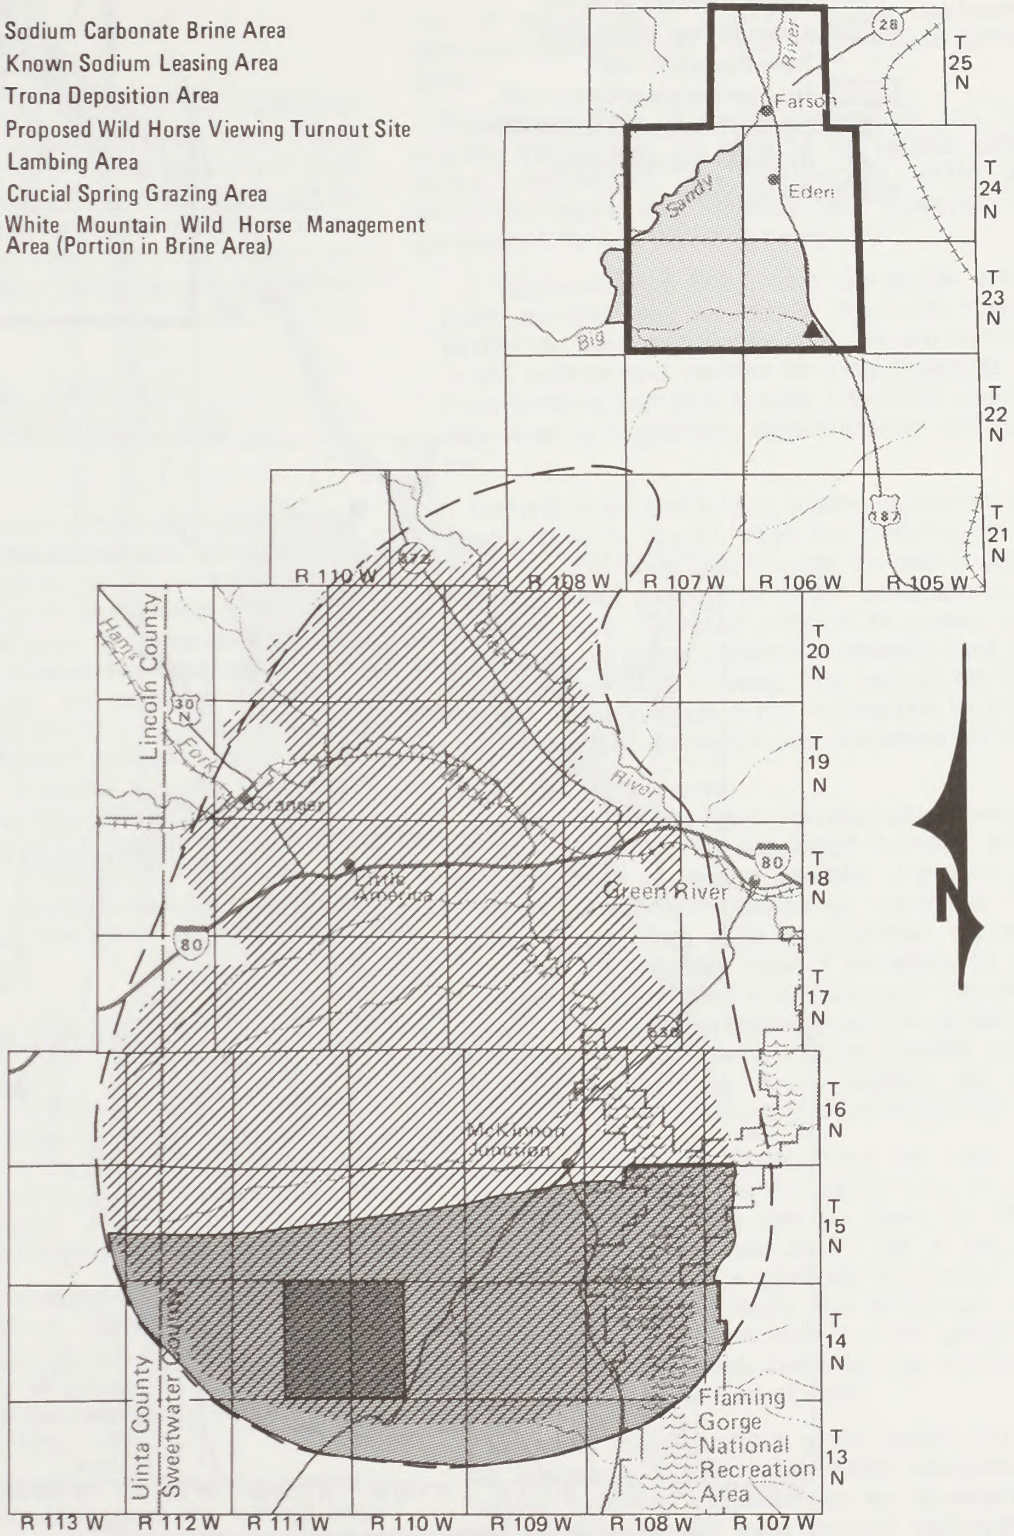 Sodium Carbonate Brine Area
Known Sodium Leasing Area
Trona Deposition Area
Proposed Wild Horse Viewing Turnout Site
Lambing Area
Crucial Spring Grazing Area
White Mountain Wild Horse Management
Area (Portion in Brine Area)
28
River
T
25
N
Farson
T
24
N
Sandy
Eden
T
23
N
Big
T
22
N
187
T
21
N
372
R 110 W
R 108 W
R 107 W
R 106 W
R 105 W
Hams
Fork
Lincoln County
30
N
Green
River
T
20
N
T
19
N
Granger
Blacks
Fork
80
Little
America
Green River
T
18
N
80
N
T
17
N
530
T
16
N
McKinnon
Junction
T
15
N
T
14
N
Uinta County
Sweetwater County
Flaming
Gorge
National
Recreation
Area
T
13
N
R 113 W
R 112 W
R 111 W
R 110 W
R 109 W
R 108 W
R 107 W